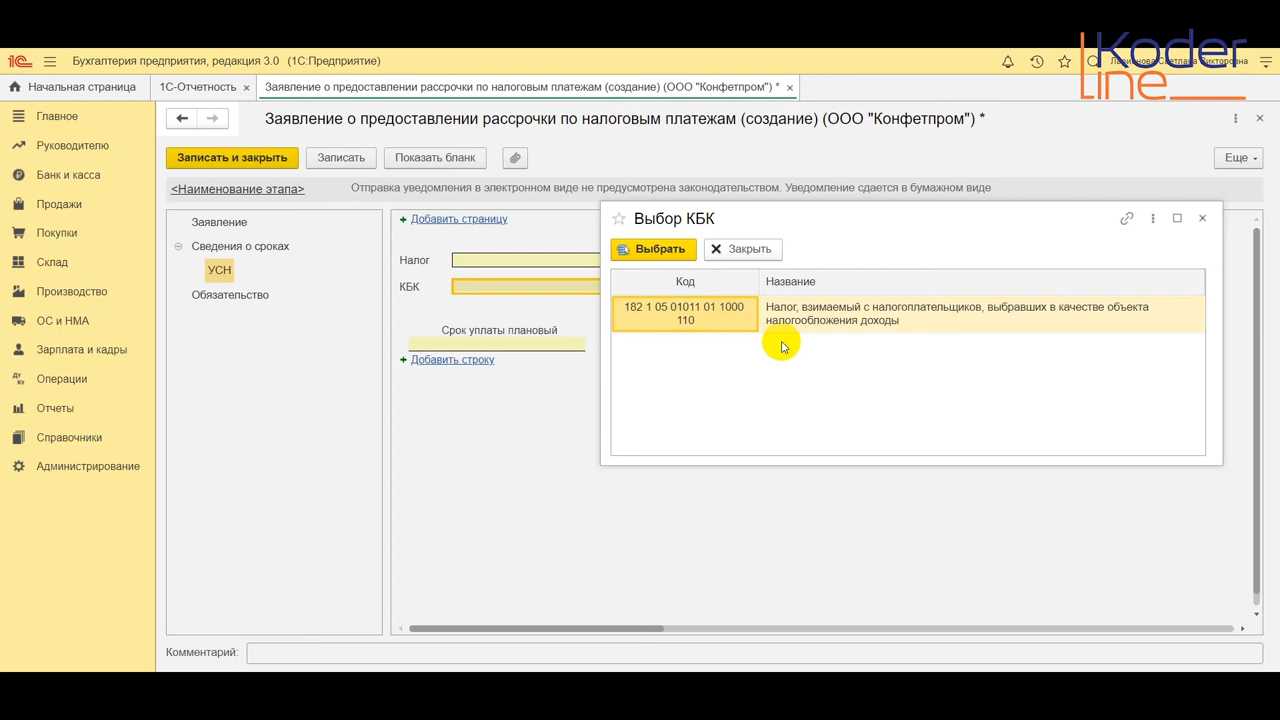 Koder
line
1С Бухгалтерия предприятия, редакция 3.0 (1С:Предприятие)
Начальная страница
1С-Отчетность ×
Заявление о предоставлении рассрочки по налоговым платежам (создание) (ООО "Конфетпром") * ×
Главное
Руководителю
Банк и касса
Продажи
Покупки
Склад
Производство
ОС и НМА
Зарплата и кадры
Операции
Отчеты
Справочники
Администрирование
Заявление о предоставлении рассрочки по налоговым платежам (создание) (ООО "Конфетпром") *
Записать и закрыть
Записать
Показать бланк
Еще
<Наименование этапа>
Отправка уведомления в электронном виде не предусмотрена законодательством. Уведомление сдается в бумажном виде
Заявление
Сведения о сроках
УСН
Обязательство
+ Добавить страницу
Налог
КБК
Срок уплаты плановый
+ Добавить строку
Выбор КБК
Выбрать
Закрыть
Код
Название
182 1 05 01011 01 1000
110
Налог, взимаемый с налогоплательщиков, выбравших в качестве объекта
налогообложения доходы
Комментарий: